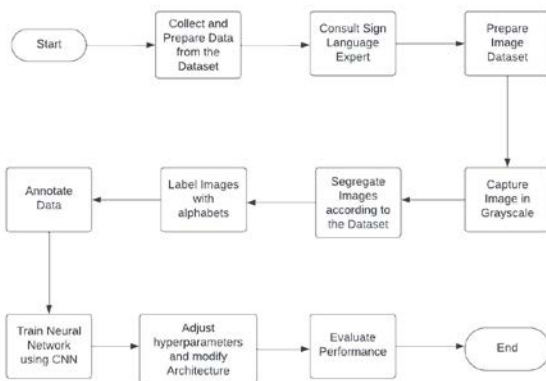 Start
Collect and
Prepare Data
from the
Dataset
Consult Sign
Language
Expert
Prepare
Image
Dataset
Capture
Image in
Grayscale
Segregate
Images
according to
the Dataset
Label Images
with
alphabets
Annotate
Data
Train Neural
Network
using CNN
Adjust
hyperparameters
and modify
Architecture
Evaluate
Performance
End